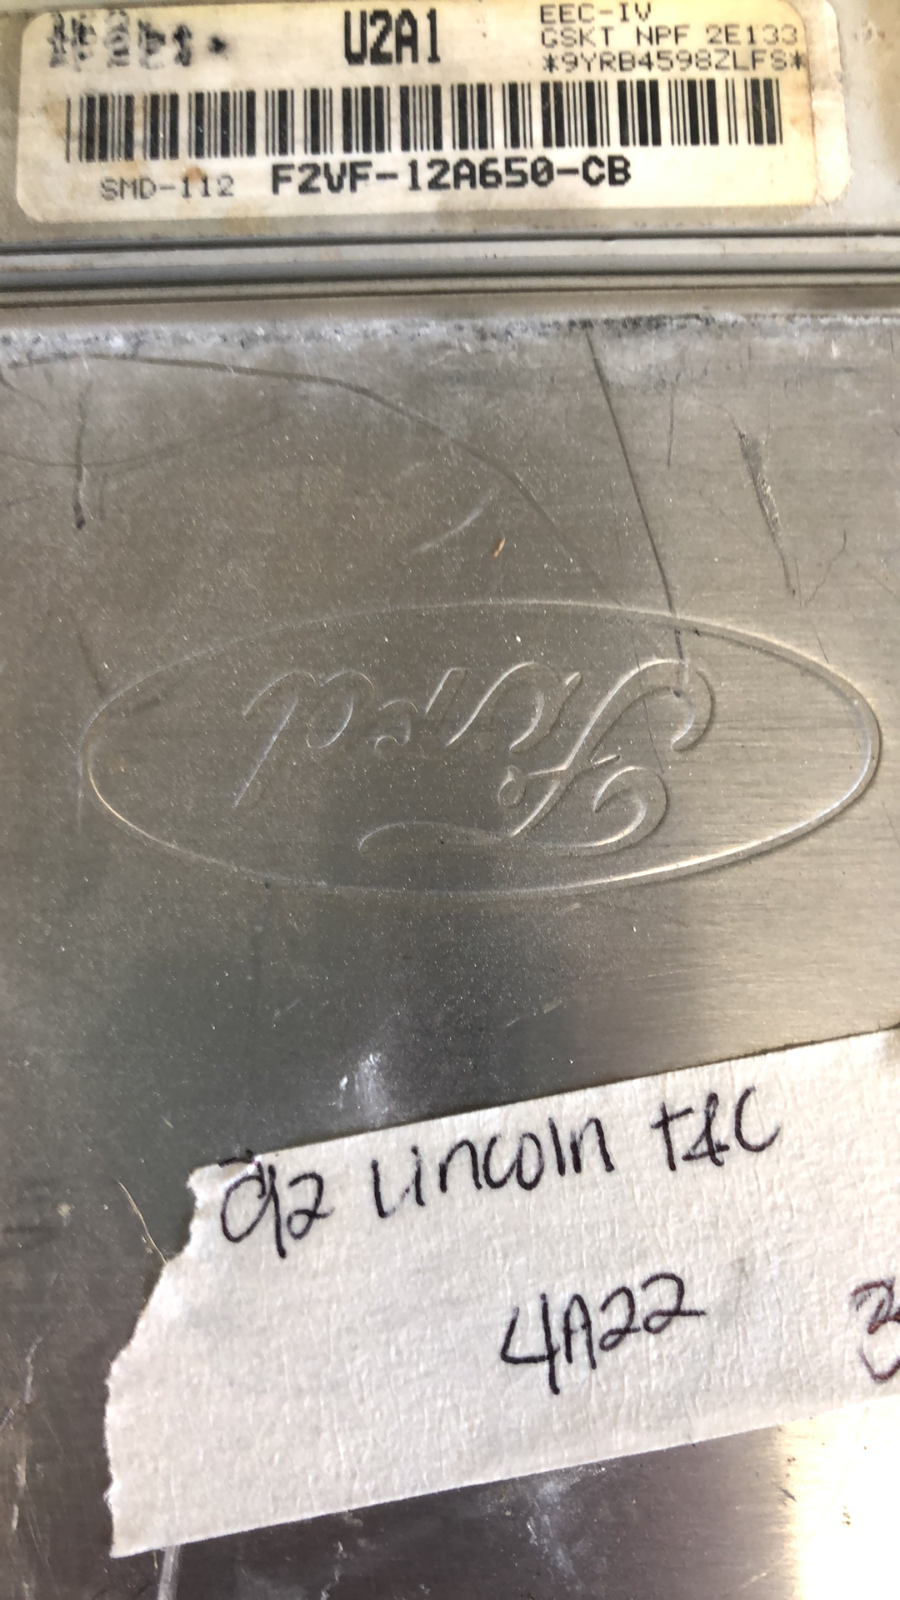 U2A1
EEC-IV
GSKT NPF 2E133
*9YRB4598ZLFS*
SMD-112 F2VF-12A650-CB
Ford
92 Lincoln T&C
4A22